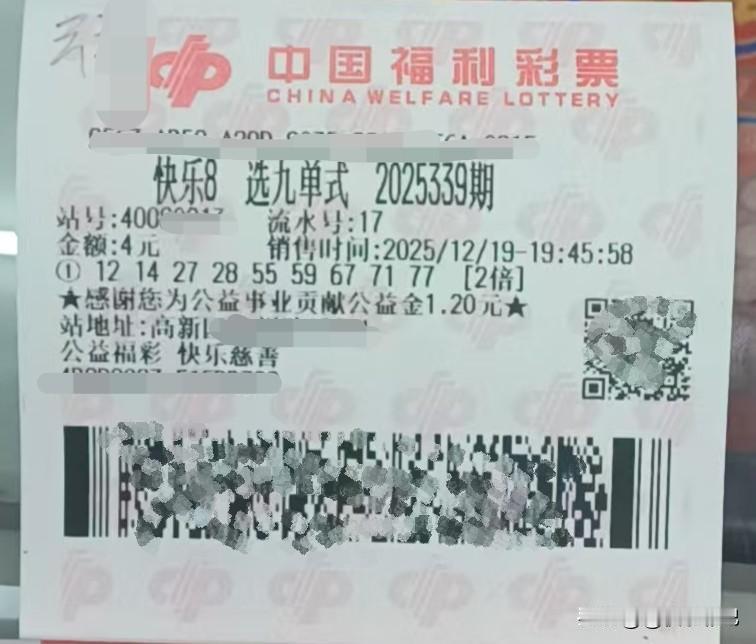 中国福利彩票
CHINA WELFARE LOTTERY
快乐8 选九单式 2025339期
站号:400 流水号:17
金额:4元 销售时间:2025/12/19-19:45:58
① 12 14 27 28 55 59 67 71 77 [2倍]
★感谢您为公益事业贡献公益金1.20元★
站地址:高新
公益福彩 快乐慈善